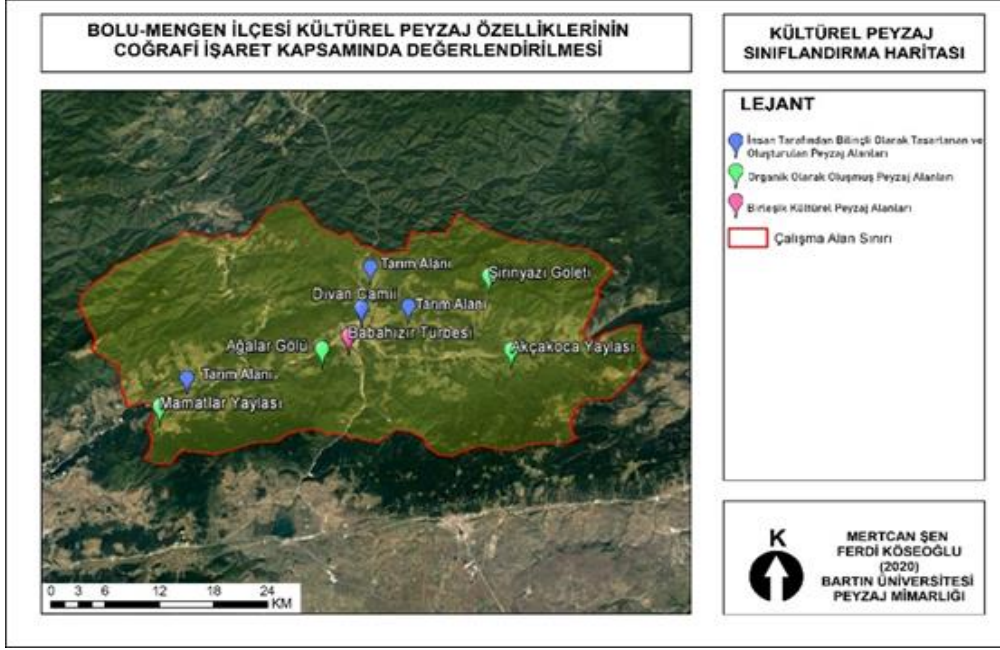 BOLU-MENGEN İLÇESİ KÜLTÜREL PEYZAJ ÖZELLİKLERİNİN
COĞRAFİ İŞARET KAPSAMINDA DEĞERLENDİRİLMESİ
KÜLTÜREL PEYZAJ
SINIFLANDIRMA HARİTASI
LEJANT
İnsan Tarafından Bilinçli Olarak Tasarlanan ve
Oluşturulan Peyzaj Alanları
Organik Olarak Oluşmuş Peyzaj Alanları
Birleşik Kültürel Peyzaj Alanları
Çalışma Alan Sınırı
Tarım Alanı
Şirinyazı Göleti
Divan Camii
Tarım Alanı
Babahızır Türbesi
Ağalar Gölü
Akçakoca Yaylası
Tarım Alanı
Mamatlar Yaylası
0 3 6 12 18 24
KM
K
MERTCAN ŞEN
FERDİ KÖSEOĞLU
(2020)
BARTIN ÜNİVERSİTESİ
PEYZAJ MİMARLIĞI